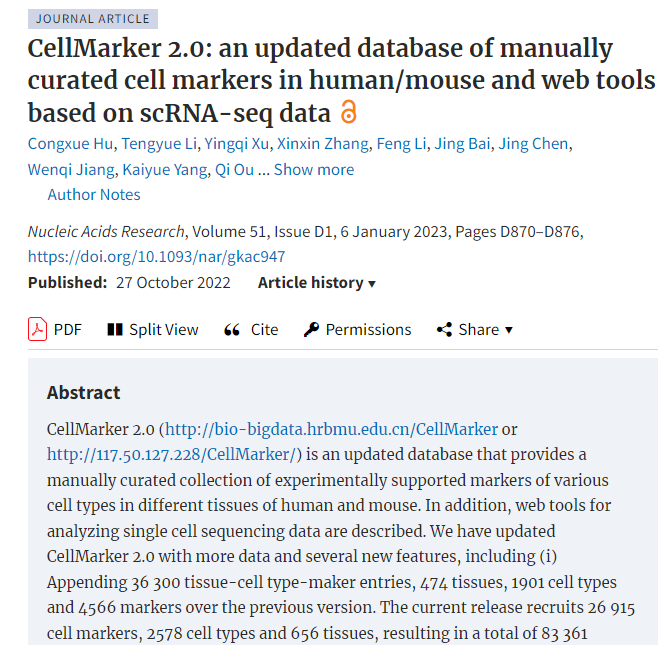 JOURNAL ARTICLE
CellMarker 2.0: an updated database of manually
curated cell markers in human/mouse and web tools
based on scRNA-seq data
Congxue Hu, Tengyue Li, Yingqi Xu, Xinxin Zhang, Feng Li, Jing Bai, Jing Chen,
Wenqi Jiang, Kaiyue Yang, Qi Ou ... Show more
Author Notes
Nucleic Acids Research, Volume 51, Issue D1, 6 January 2023, Pages D870–D876,
https://doi.org/10.1093/nar/gkac947
Published: 27 October 2022 Article history ▾
PDF Split View Cite Permissions Share ▾
Abstract
CellMarker 2.0 (http://bio-bigdata.hrbmu.edu.cn/CellMarker or
http://117.50.127.228/CellMarker/) is an updated database that provides a
manually curated collection of experimentally supported markers of various
cell types in different tissues of human and mouse. In addition, web tools for
analyzing single cell sequencing data are described. We have updated
CellMarker 2.0 with more data and several new features, including (i)
Appending 36 300 tissue-cell type-maker entries, 474 tissues, 1901 cell types
and 4566 markers over the previous version. The current release recruits 26 915
cell markers, 2578 cell types and 656 tissues, resulting in a total of 83 361